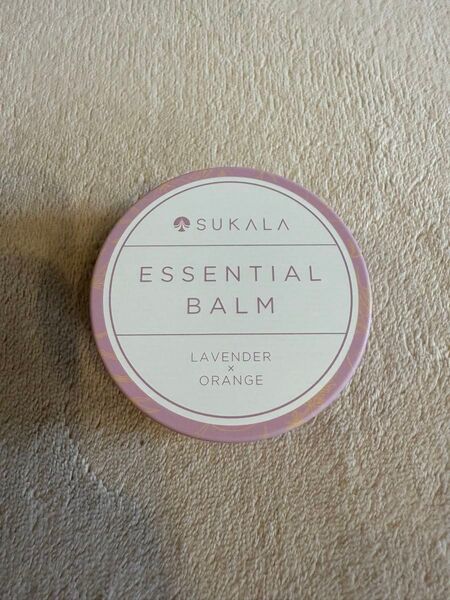 SUKALA
ESSENTIAL
BALM
LAVENDER
×
ORANGE